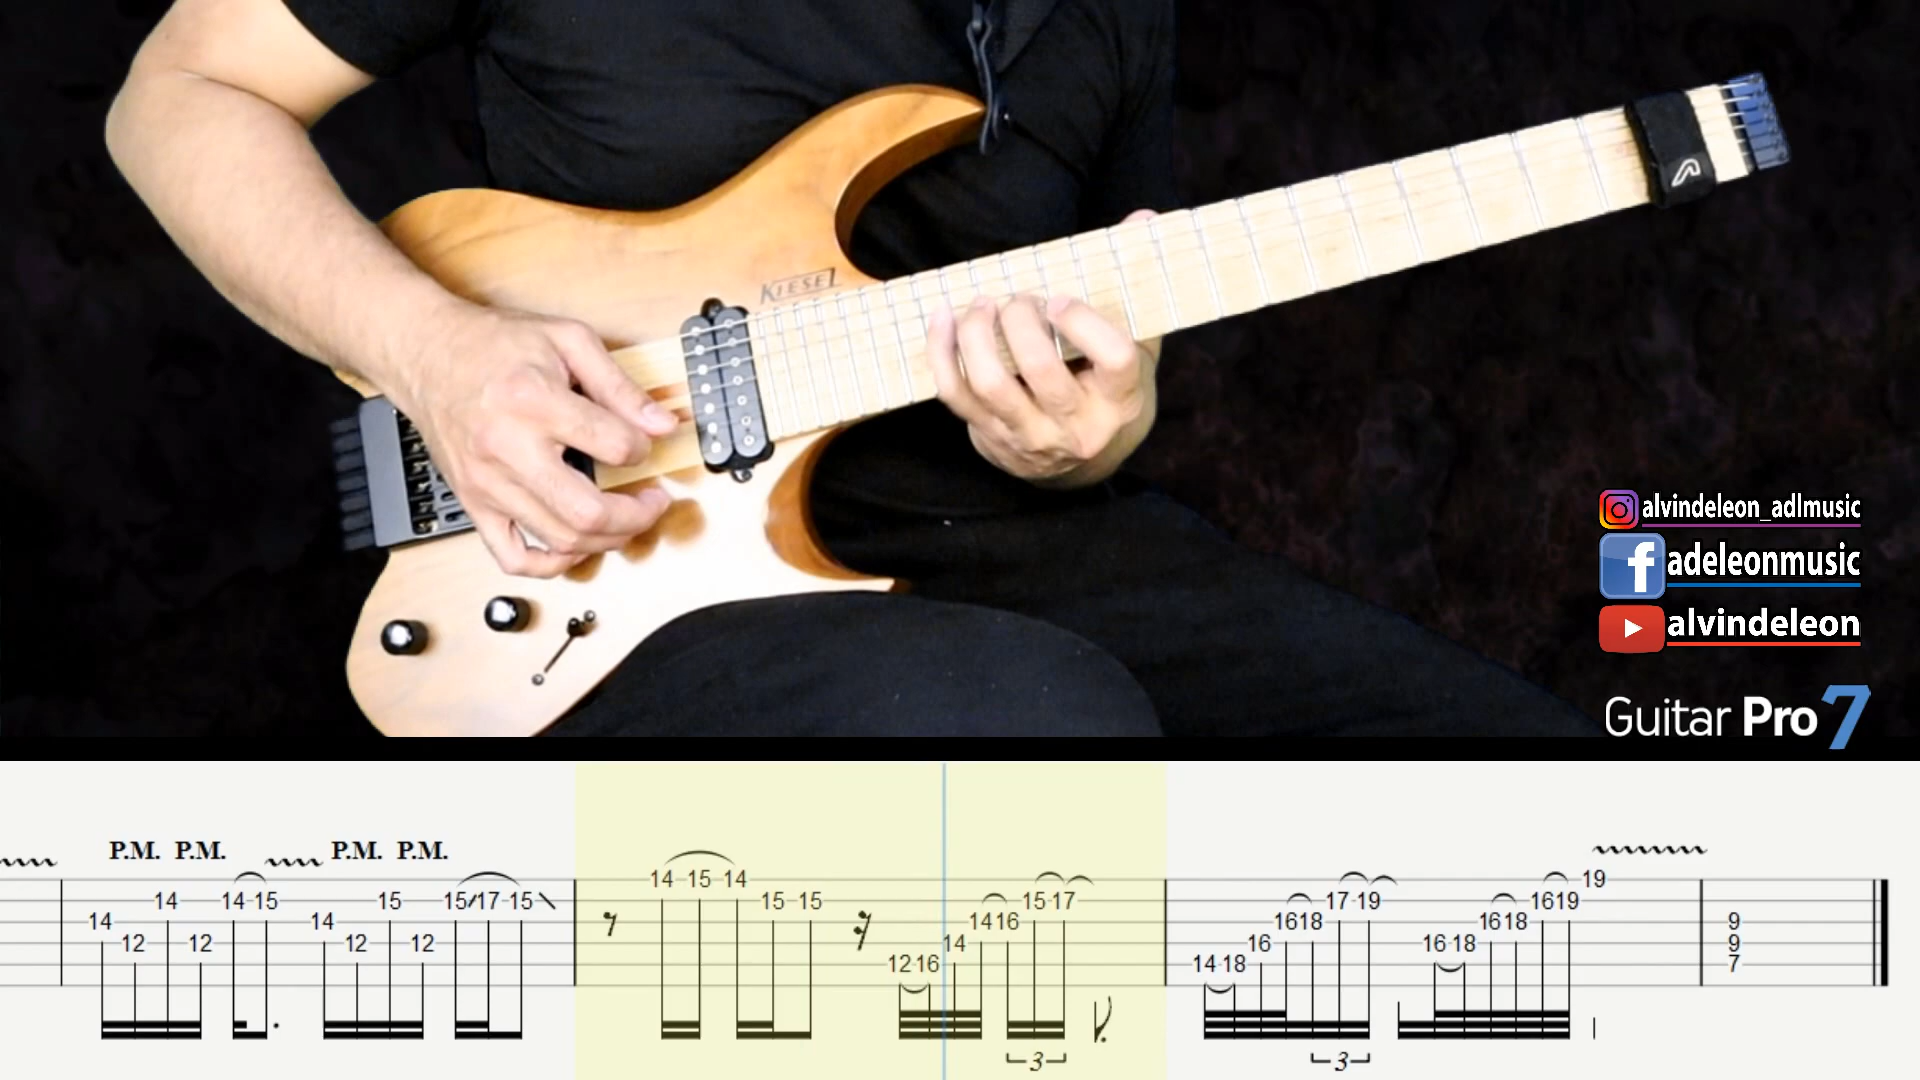 KIESEL
alvindeleon_adlmusic
adeleonmusic
alvindeleon
Guitar Pro 7
P.M. P.M. P.M. P.M.
14 15 14 19
14 14 15 15 15 17 15 15 15 15 17 17 19 16 19
14 14 14 16 16 18 16 18 9
12 12 12 12 14 16 16 18 9
12 16 14 18 7
3 3